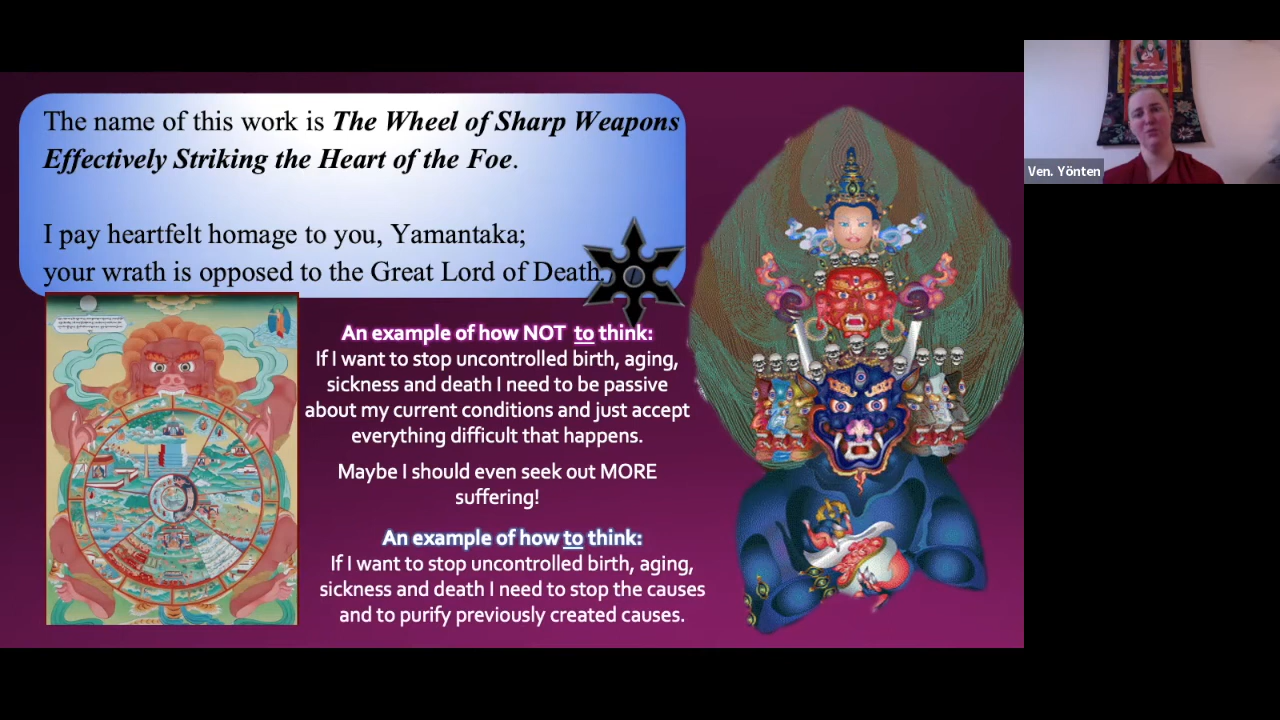 The name of this work is The Wheel of Sharp Weapons
Effectively Striking the Heart of the Foe.
I pay heartfelt homage to you, Yamantaka;
your wrath is opposed to the Great Lord of Death.
An example of how NOT to think:
If I want to stop uncontrolled birth, aging,
sickness and death I need to be passive
about my current conditions and just accept
everything difficult that happens.
Maybe I should even seek out MORE
suffering!
An example of how to think:
If I want to stop uncontrolled birth, aging,
sickness and death I need to stop the causes
and to purify previously created causes.
Ven. Yönten